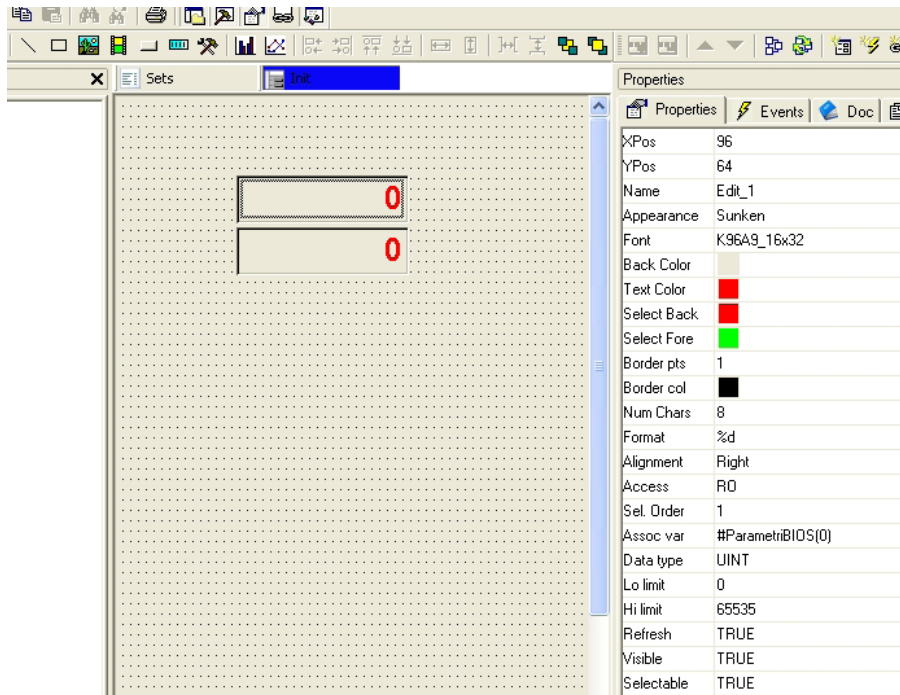 Sets
Init
Properties
Properties Events Doc
XPos 96
YPos 64
Name Edit_1
Appearance Sunken
Font K96A9_16x32
Back Color
Text Color
Select Back
Select Fore
Border pts 1
Border col
Num Chars 8
Format %d
Alignment Right
Access RO
Sel. Order 1
Assoc var #ParametriBIOS(0)
Data type UINT
Lo limit 0
Hi limit 65535
Refresh TRUE
Visible TRUE
Selectable TRUE
0
0